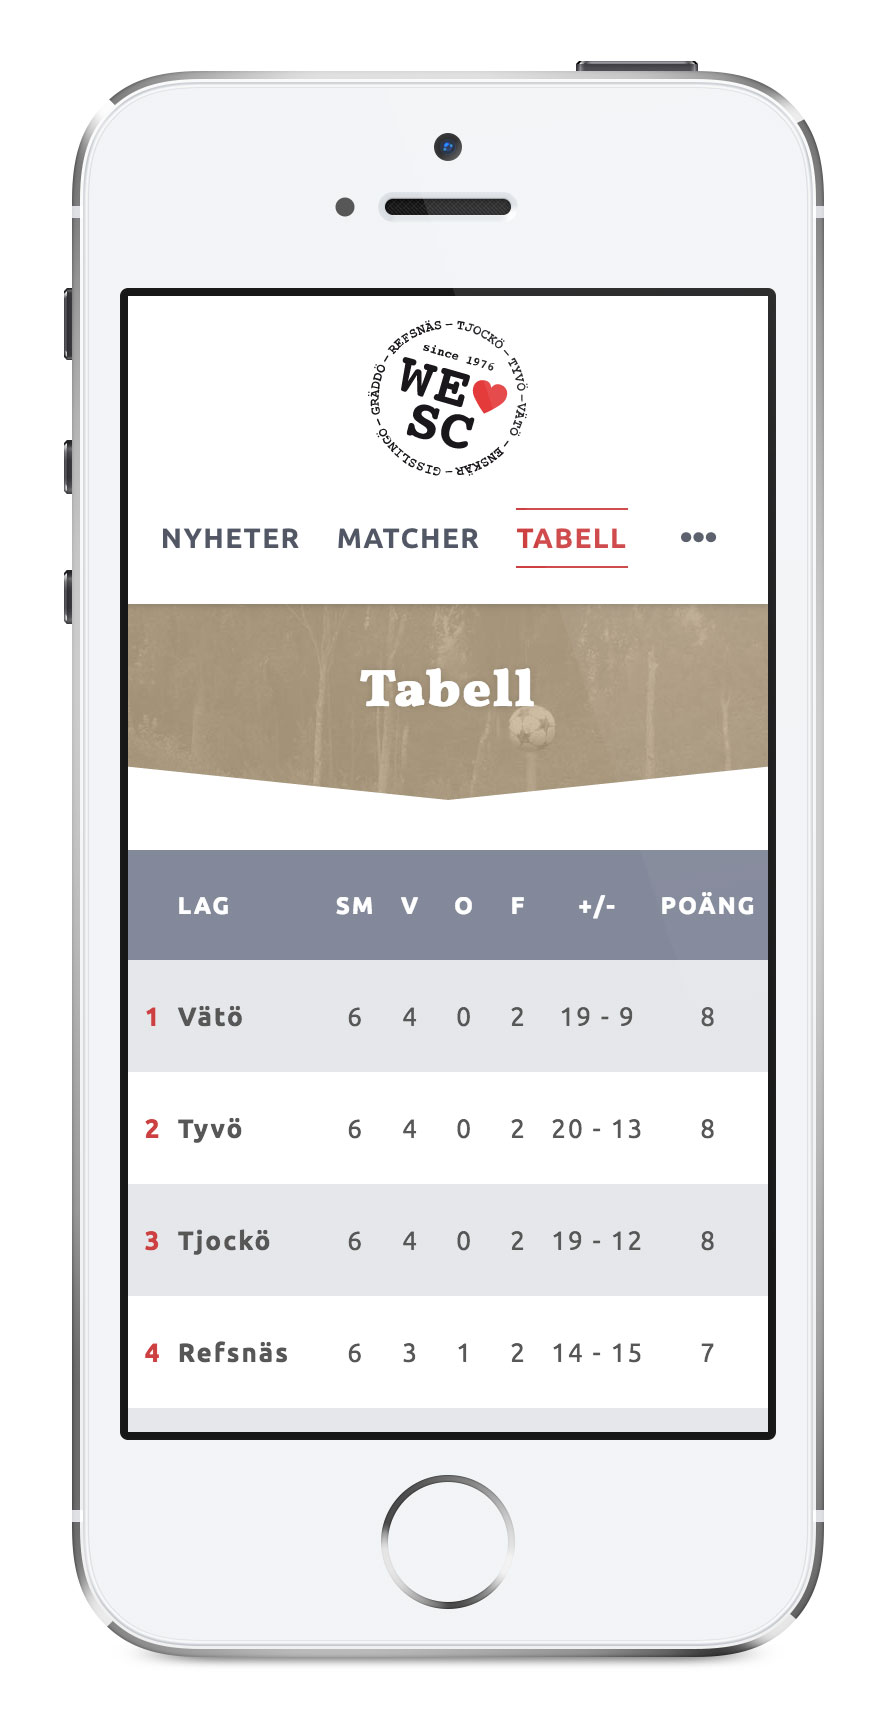 GRÄDDÖ – REFSNÄS – TJOCKÖ – TYVÖ – VÄTÖ – ENSKÄR – GISSLINGÖ –
since 1976
WE
SC
NYHETER MATCHER TABELL •••
Tabell
LAG SM V O F +/- POÄNG
1 Vätö 6 4 0 2 19 - 9 8
2 Tyvö 6 4 0 2 20 - 13 8
3 Tjockö 6 4 0 2 19 - 12 8
4 Refsnäs 6 3 1 2 14 - 15 7